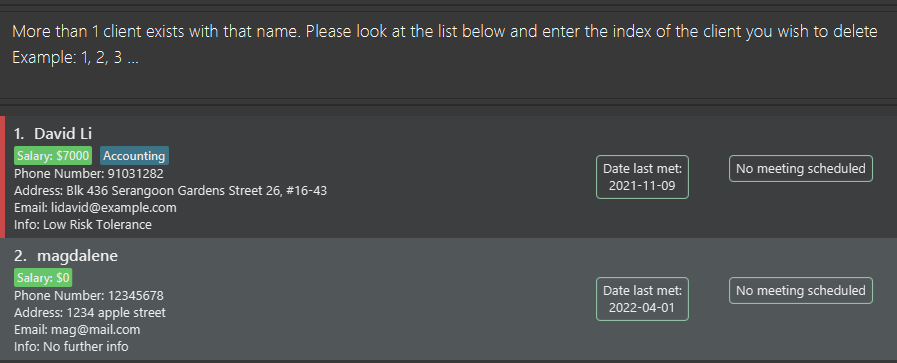 More than 1 client exists with that name. Please look at the list below and enter the index of the client you wish to delete
Example: 1, 2, 3 ...
1. David Li
Salary: $7000 Accounting
Phone Number: 91031282
Address: Blk 436 Serangoon Gardens Street 26, #16-43
Email: lidavid@example.com
Info: Low Risk Tolerance
Date last met:
2021-11-09
No meeting scheduled
2. magdalene
Salary: $0
Phone Number: 12345678
Address: 1234 apple street
Email: mag@mail.com
Info: No further info
Date last met:
2022-04-01
No meeting scheduled